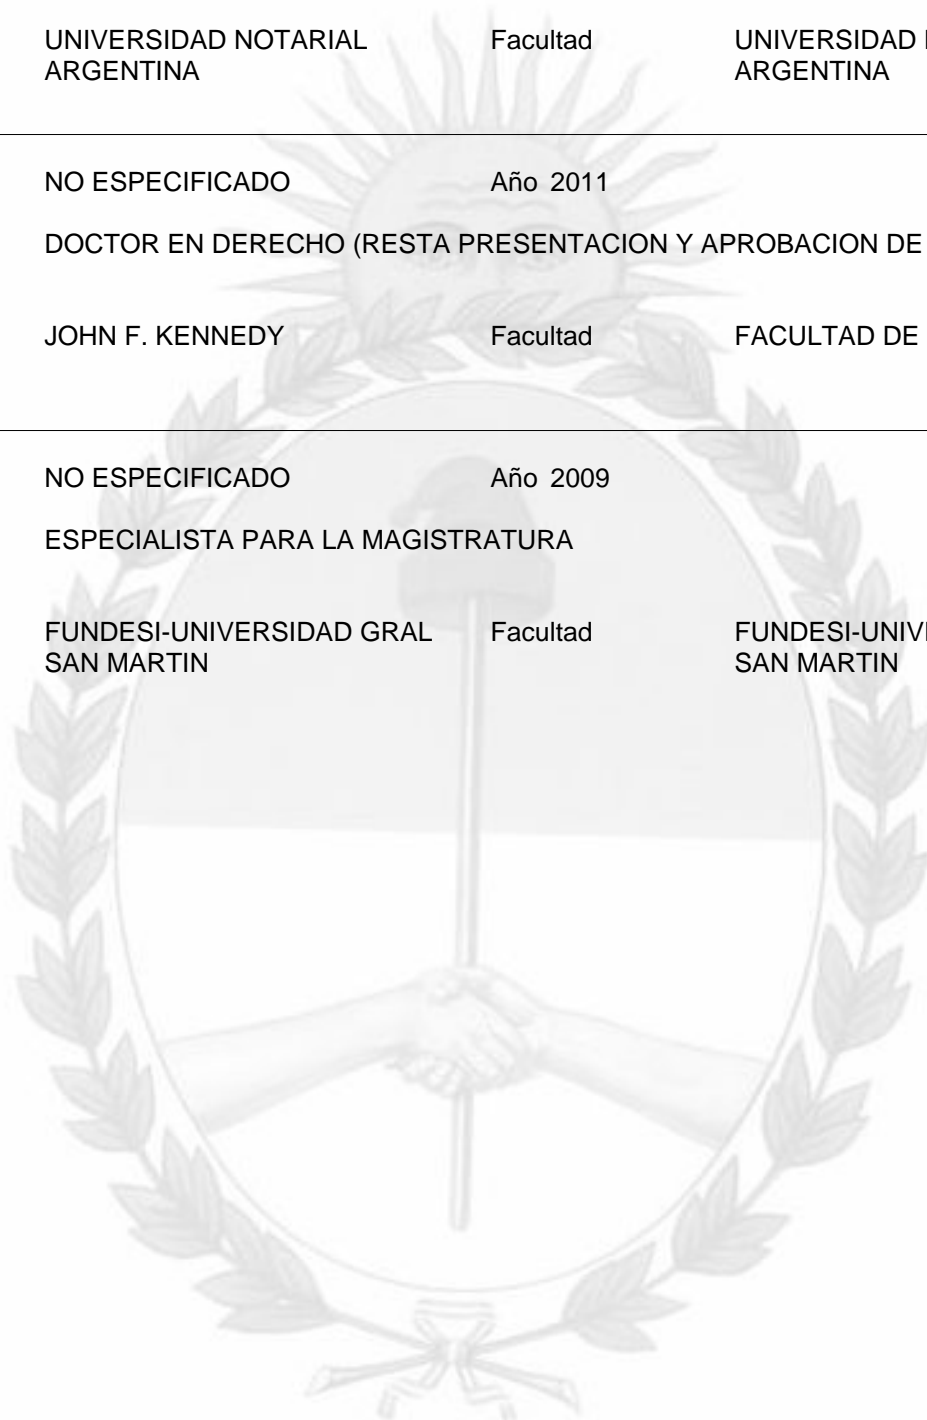 UNIVERSIDAD NOTARIAL Facultad UNIVERSIDAD
ARGENTINA ARGENTINA
NO ESPECIFICADO Año 2011
DOCTOR EN DERECHO (RESTA PRESENTACION Y APROBACION DE
JOHN F. KENNEDY Facultad FACULTAD DE
NO ESPECIFICADO Año 2009
ESPECIALISTA PARA LA MAGISTRATURA
FUNDESI-UNIVERSIDAD GRAL Facultad FUNDESI-UNIV
SAN MARTIN SAN MARTIN